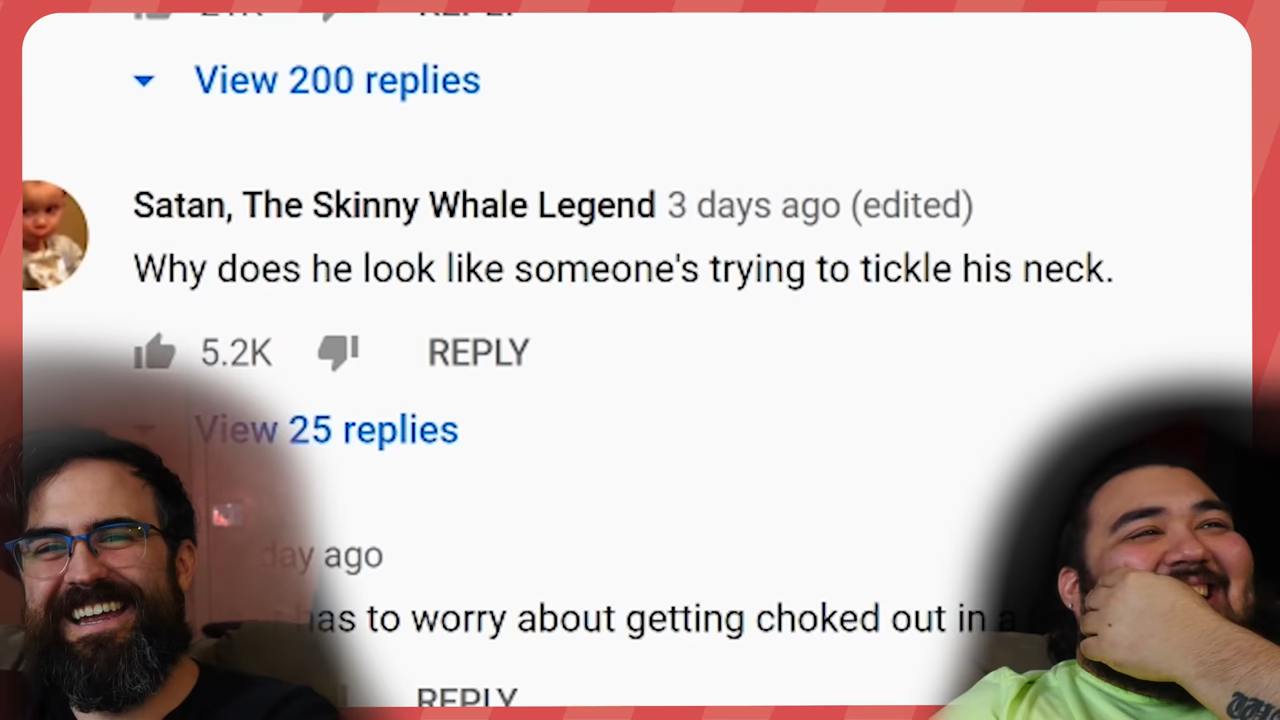 21K REPLY
View 200 replies
Satan, The Skinny Whale Legend 3 days ago (edited)
Why does he look like someone's trying to tickle his neck.
5.2K REPLY
View 25 replies
day ago
has to worry about getting choked out in a
REPLY